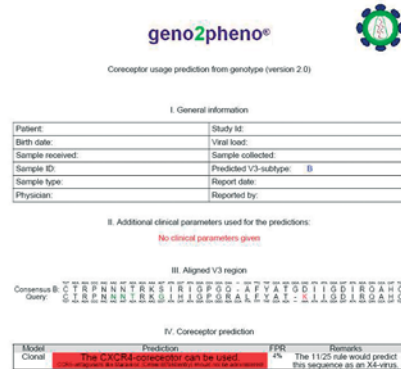 geno2pheno®
Coreceptor usage prediction from genotype (version 2.0)
I. General information
Patient: Study Id:
Birth date: Viral load:
Sample received: Sample collected:
Sample ID: Predicted V3-subtype: B
Sample type: Report date:
Physician: Reported by:
II. Additional clinical parameters used for the predictions:
No clinical parameters given
III. Aligned V3 region
Consensus B: C T R P N N N T R K S I R I G P G Q - A F Y A T G D I I G D I R Q A H C
Query: C T R P N N N T R K G I H I G P G R A L F Y A T - K I I G D I R Q A H C
IV. Coreceptor prediction
Model Prediction FPR Remarks
Clonal The CXCR4-coreceptor can be used. 4% The 11/25 rule would predict
this sequence as an X4-virus.